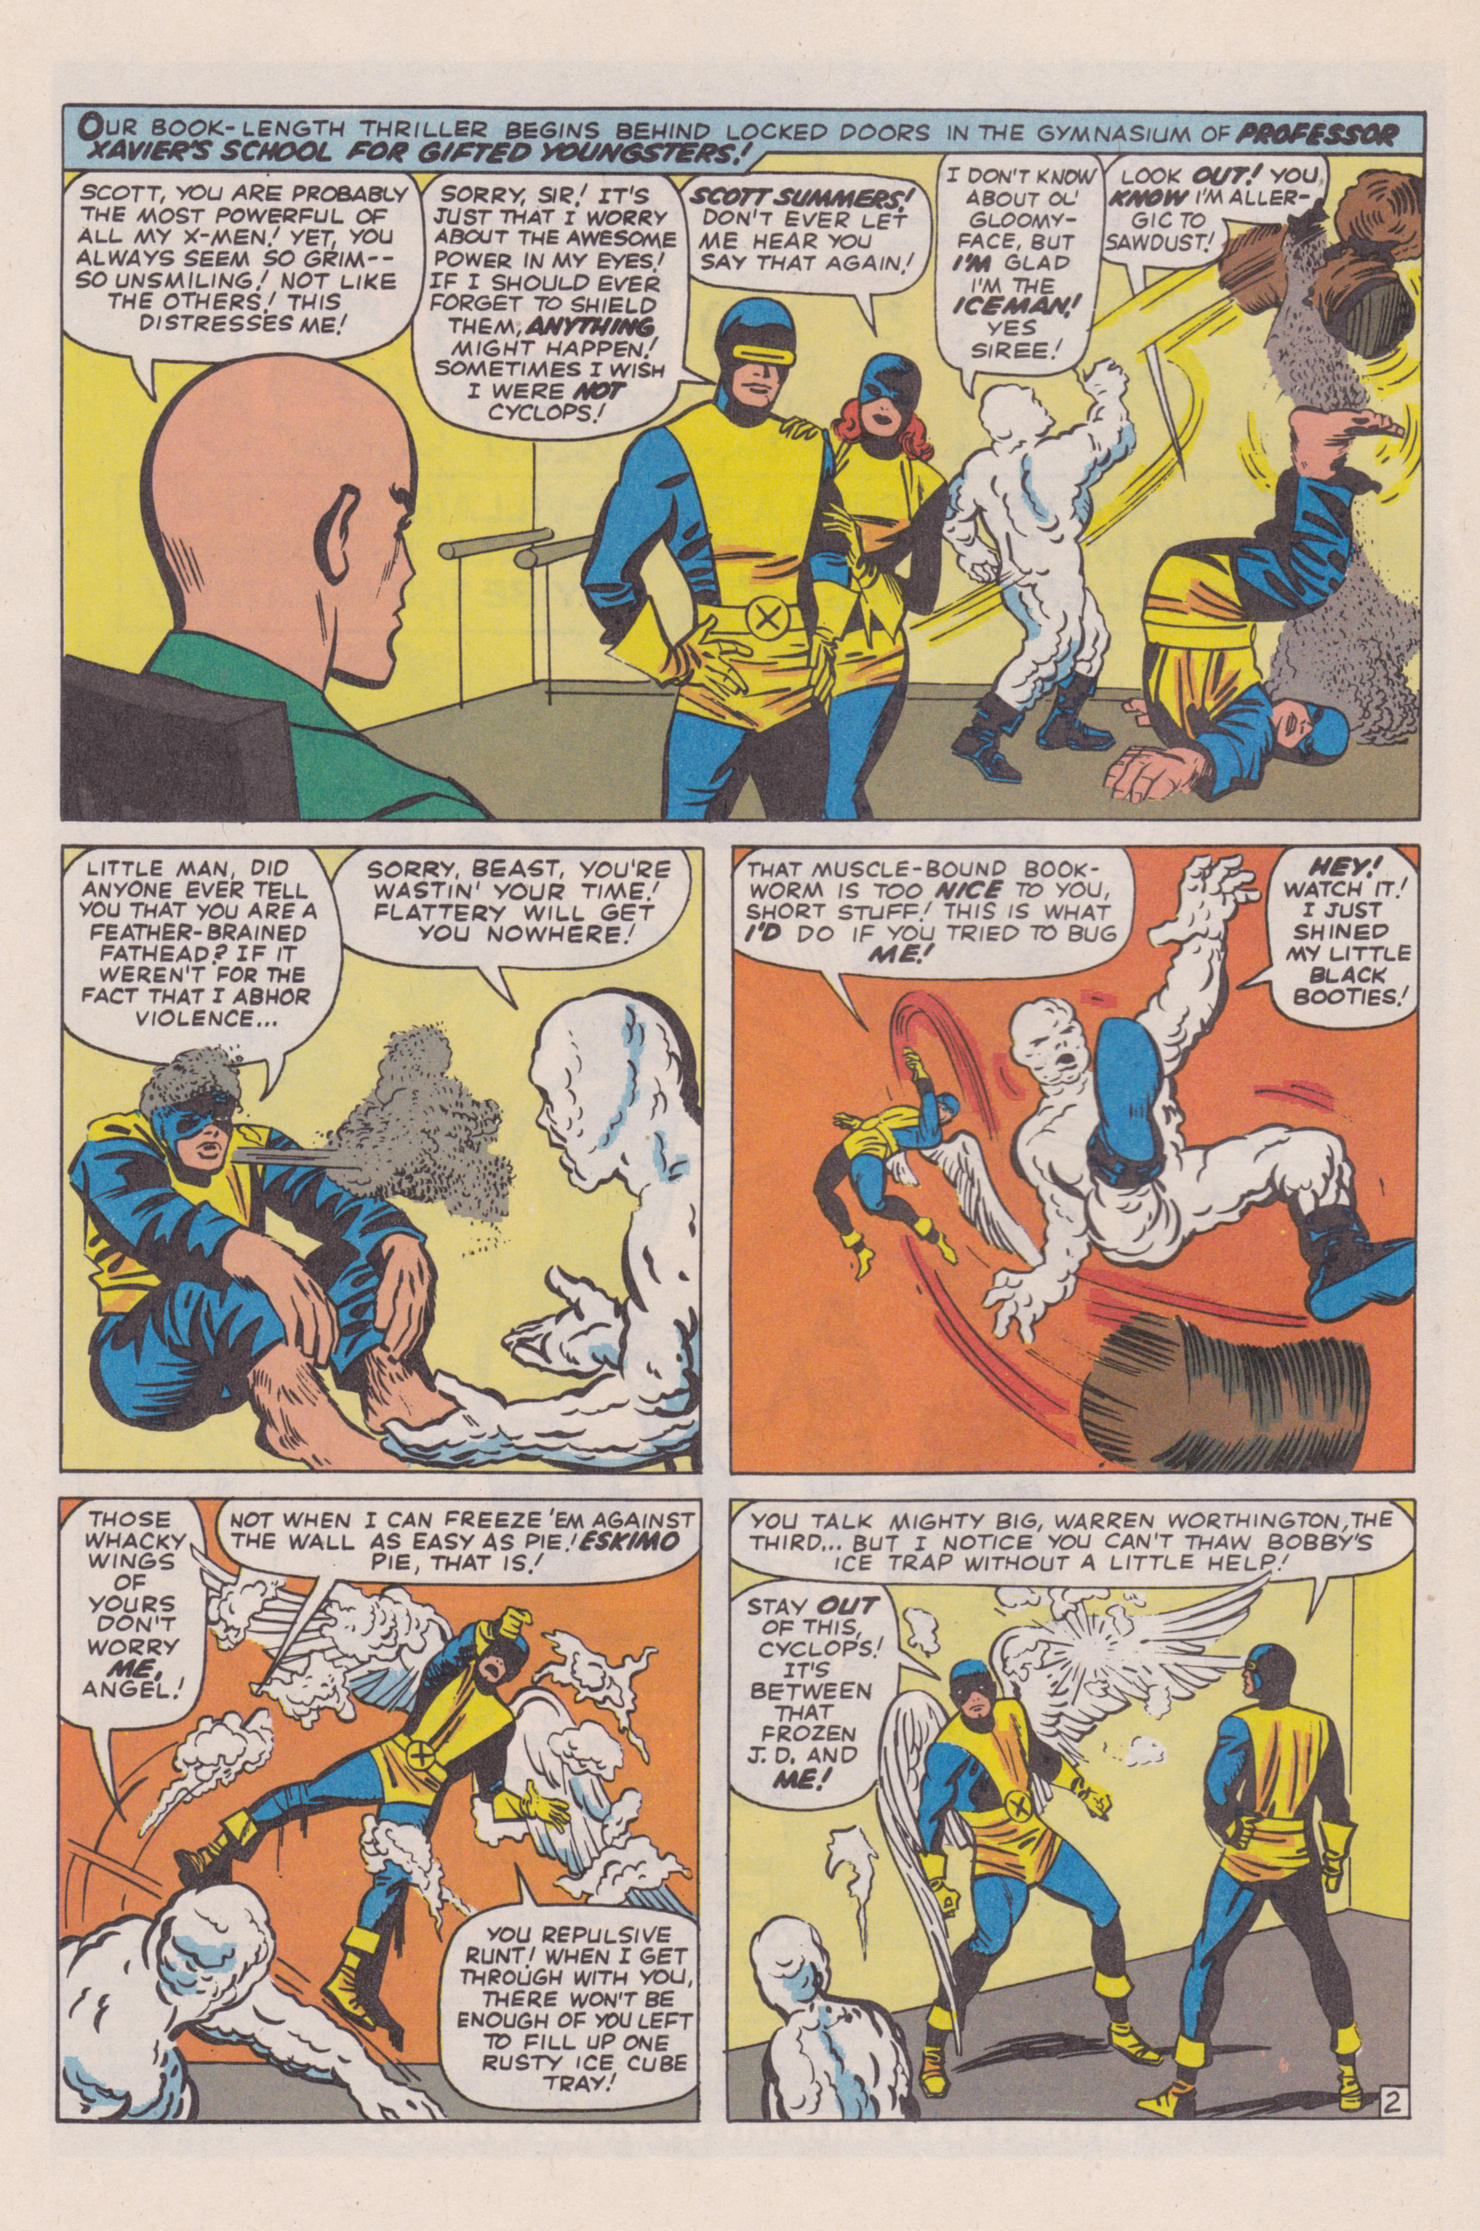 OUR BOOK-LENGTH THRILLER BEGINS BEHIND LOCKED DOORS IN THE GYMNASIUM OF PROFESSOR
XAVIER'S SCHOOL FOR GIFTED YOUNGSTERS!
SCOTT, YOU ARE PROBABLY
THE MOST POWERFUL OF
ALL MY X-MEN! YET, YOU
ALWAYS SEEM SO GRIM--
SO UNSMILING! NOT LIKE
THE OTHERS! THIS
DISTRESSES ME!
SORRY, SIR! IT'S
JUST THAT I WORRY
ABOUT THE AWESOME
POWER IN MY EYES!
IF I SHOULD EVER
FORGET TO SHIELD
THEM, ANYTHING
MIGHT HAPPEN!
SOMETIMES I WISH
I WERE NOT
CYCLOPS!
SCOTT SUMMERS!
DON'T EVER LET
ME HEAR YOU
SAY THAT AGAIN!
I DON'T KNOW
ABOUT OL'
GLOOMY-
FACE, BUT
I'M GLAD
I'M THE
ICEMAN!
YES
SIREE!
LOOK OUT! YOU
KNOW I'M ALLER-
GIC TO
SAWDUST!
LITTLE MAN, DID
ANYONE EVER TELL
YOU THAT YOU ARE A
FEATHER-BRAINED
FATHEAD? IF IT
WEREN'T FOR THE
FACT THAT I ABHOR
VIOLENCE...
SORRY, BEAST, YOU'RE
WASTIN' YOUR TIME!
FLATTERY WILL GET
YOU NOWHERE!
THAT MUSCLE-BOUND BOOK-
WORM IS TOO NICE TO YOU,
SHORT STUFF! THIS IS WHAT
I'D DO IF YOU TRIED TO BUG
ME!
HEY!
WATCH IT!
I JUST
SHINED
MY LITTLE
BLACK
BOOTIES!
THOSE
WHACKY
WINGS
OF
YOURS
DON'T
WORRY
ME,
ANGEL!
NOT WHEN I CAN FREEZE 'EM AGAINST
THE WALL AS EASY AS PIE! ESKIMO
PIE, THAT IS!
YOU REPULSIVE
RUNT! WHEN I GET
THROUGH WITH YOU,
THERE WON'T BE
ENOUGH OF YOU LEFT
TO FILL UP ONE
RUSTY ICE CUBE
TRAY!
YOU TALK MIGHTY BIG, WARREN WORTHINGTON, THE
THIRD... BUT I NOTICE YOU CAN'T THAW BOBBY'S
ICE TRAP WITHOUT A LITTLE HELP!
STAY OUT
OF THIS,
CYCLOPS!
IT'S
BETWEEN
THAT
FROZEN
J.D. AND
ME!
2